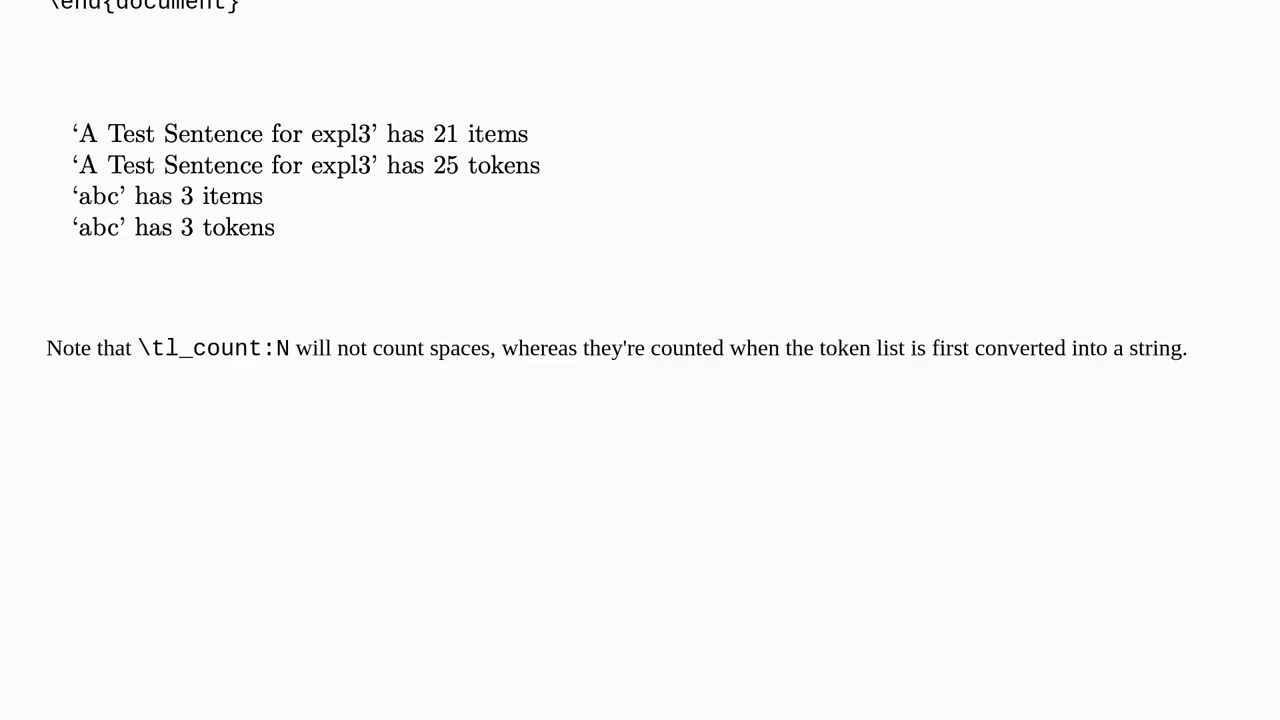 \end{document}
‘A Test Sentence for expl3’ has 21 items
‘A Test Sentence for expl3’ has 25 tokens
‘abc’ has 3 items
‘abc’ has 3 tokens
Note that \tl_count:N will not count spaces, whereas they're counted when the token list is first converted into a string.